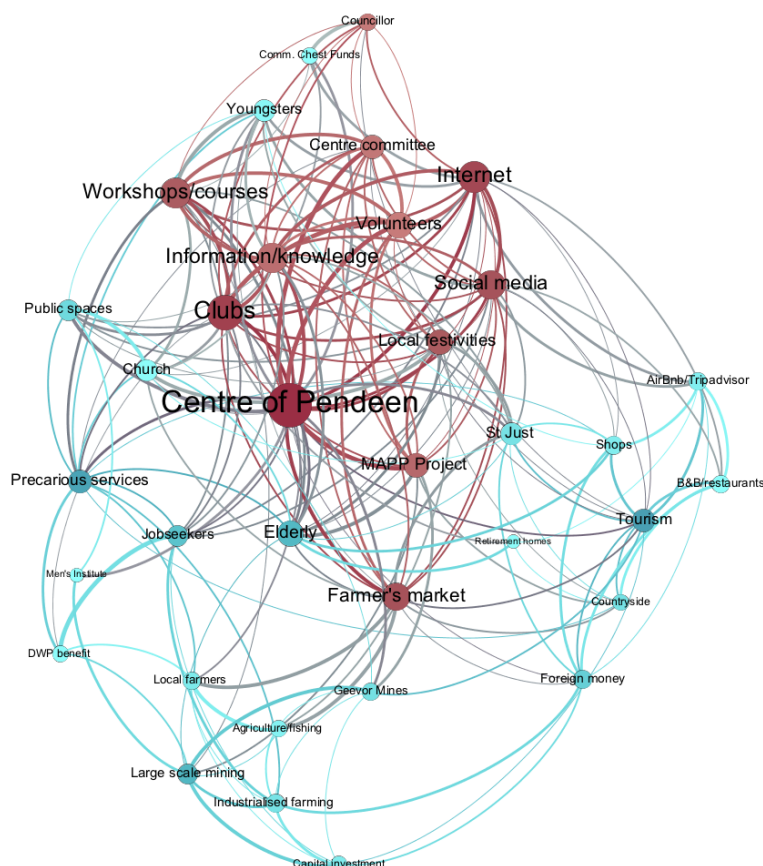 Councillor
Comm. Chest Funds
Youngsters
Centre committee
Internet
Workshops/courses
Volunteers
Information/knowledge
Social media
Clubs
Public spaces
Local festivities
Church
AirBnb/Tripadvisor
Centre of Pendeen
St Just
Shops
MAPP Project
Precarious services
B&B/restaurants
Tourism
Jobseekers
Elderly
Retirement homes
Men's Institute
Farmer's market
Countryside
DWP benefit
Local farmers
Foreign money
Geevor Mines
Agriculture/fishing
Large scale mining
Industrialised farming
Capital investment